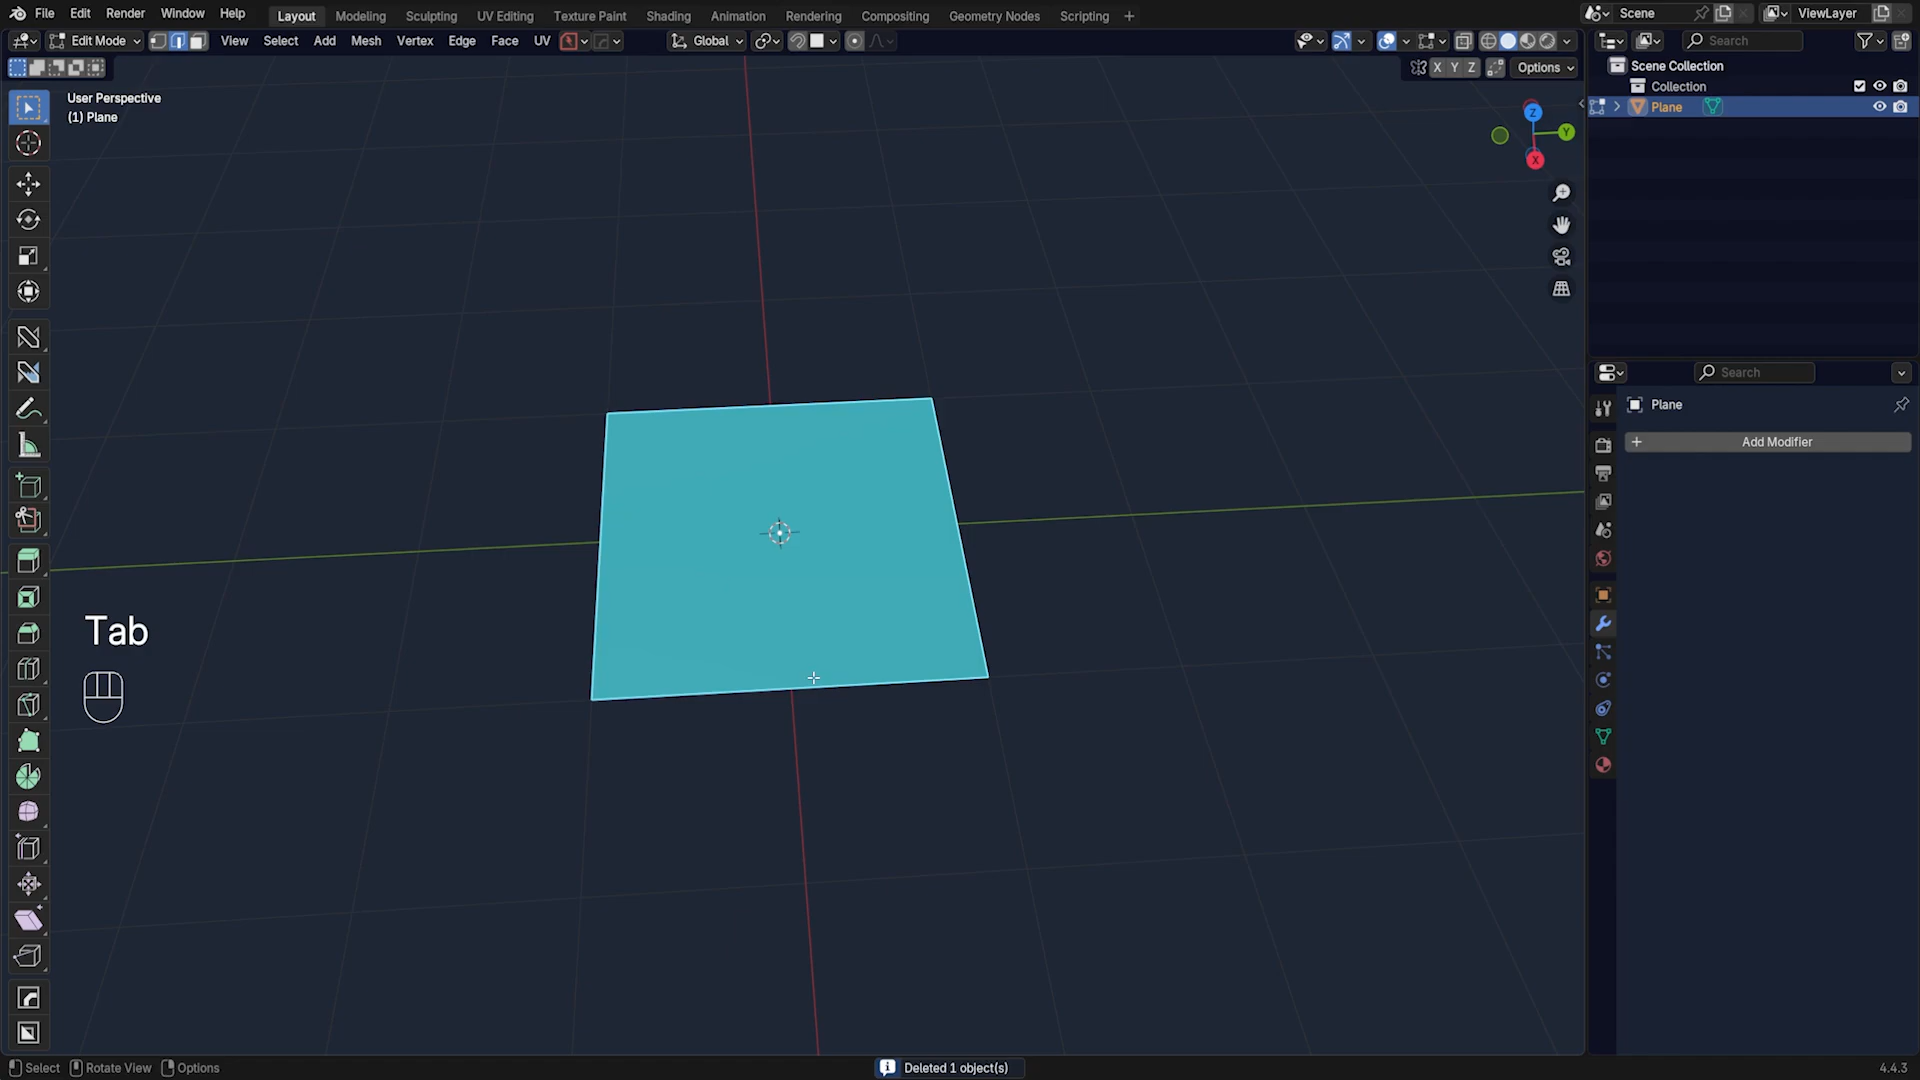 File Edit Render Window Help Layout Modeling Sculpting UV Editing Texture Paint Shading Animation Rendering Compositing Geometry Nodes Scripting + Scene ViewLayer
Edit Mode View Select Add Mesh Vertex Edge Face UV Global Search
X Y Z Options
Scene Collection
Collection
Plane
User Perspective
(1) Plane
Z
Y
X
Search
Plane
+ Add Modifier
Tab
Select Rotate View Options Deleted 1 object(s) 4.4.3